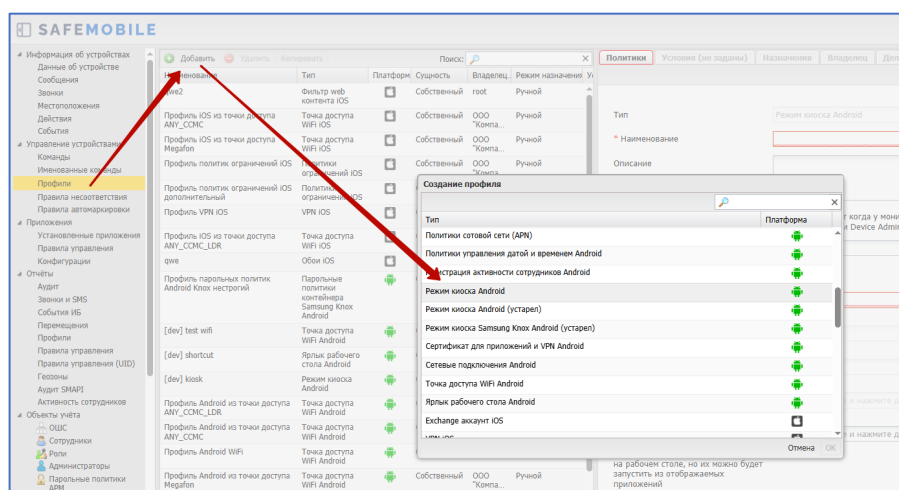 SAFEMOBILE
Информация об устройствах
Данные об устройстве
Сообщения
Звонки
Местоположения
Действия
События
Управление устройствами
Команды
Именованные команды
Профили
Правила несоответствия
Правила автомаркировки
Приложения
Установленные приложения
Правила управления
Конфигурации
Отчёты
Аудит
Звонки и SMS
События ИБ
Перемещения
Профили
Правила управления
Правила управления (UID)
Геозоны
Аудит SMAPI
Активность сотрудников
Объекты учёта
ОШС
Сотрудники
Роли
Администраторы
Парольные политики
АРМ
Добавить Удалить Копировать Поиск:
Наименование Тип Платформ Сущность Владелец Режим назначения
qwe2 Фильтр web контента iOS Собственный root Ручной
Профиль iOS из точки доступа ANY_CCMC Точка доступа WiFi iOS Собственный ООО "Компа... Ручной
Профиль iOS из точки доступа Megafon Точка доступа WiFi iOS Собственный ООО "Компа... Ручной
Профиль политик ограничений iOS Политики ограничений iOS Собственный ООО "Компа... Ручной
Профиль политик ограничений iOS дополнительный Политики ограничений iOS
Профиль VPN iOS VPN iOS
Профиль iOS из точки доступа ANY_CCMC_LDR Точка доступа WiFi iOS
qwe Обои iOS
Профиль парольных политик Android Knox нестрогий Парольные политики контейнера Samsung Knox Android
[dev] test wifi Точка доступа WiFi Android
[dev] shortcut Ярлык рабочего стола Android
[dev] kiosk Режим киоска Android
Профиль Android из точки доступа ANY_CCMC_LDR Точка доступа WiFi Android
Профиль Android из точки доступа ANY_CCMC Точка доступа WiFi Android
Профиль Android WiFi Точка доступа WiFi Android
Профиль Android из точки доступа Megafon Точка доступа WiFi Android Собственный ООО "Компа... Ручной
Политики Условия (не заданы) Назначения Владелец
Тип Режим киоска Android
* Наименование
Описание
когда у
Device Admin
и нажмите
и нажмите
на рабочем столе, но их можно будет
запустить из отображаемых
приложений
Создание профиля
Тип Платформа
Политики сотовой сети (APN)
Политики управления датой и временем Android
Регистрация активности сотрудников Android
Режим киоска Android
Режим киоска Android (устарел)
Режим киоска Samsung Knox Android (устарел)
Сертификат для приложений и VPN Android
Сетевые подключения Android
Точка доступа WiFi Android
Ярлык рабочего стола Android
Exchange аккаунт iOS
VPN iOS
Отмена OK